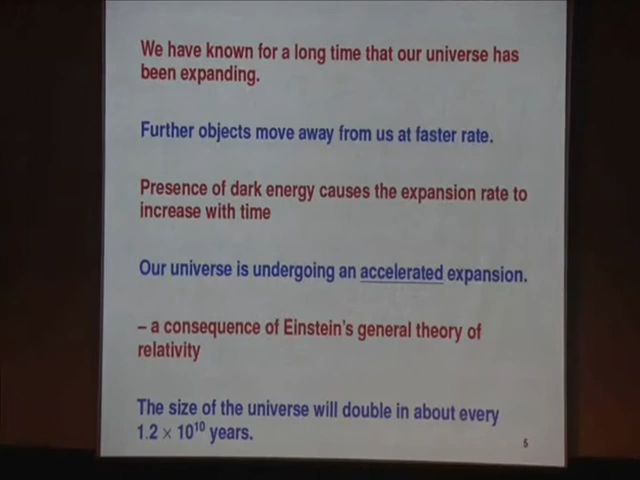 We have known for a long time that our universe has
been expanding.
Further objects move away from us at faster rate.
Presence of dark energy causes the expansion rate to
increase with time
Our universe is undergoing an accelerated expansion.
– a consequence of Einstein's general theory of
relativity
The size of the universe will double in about every
1.2 × 10¹⁰ years.
5